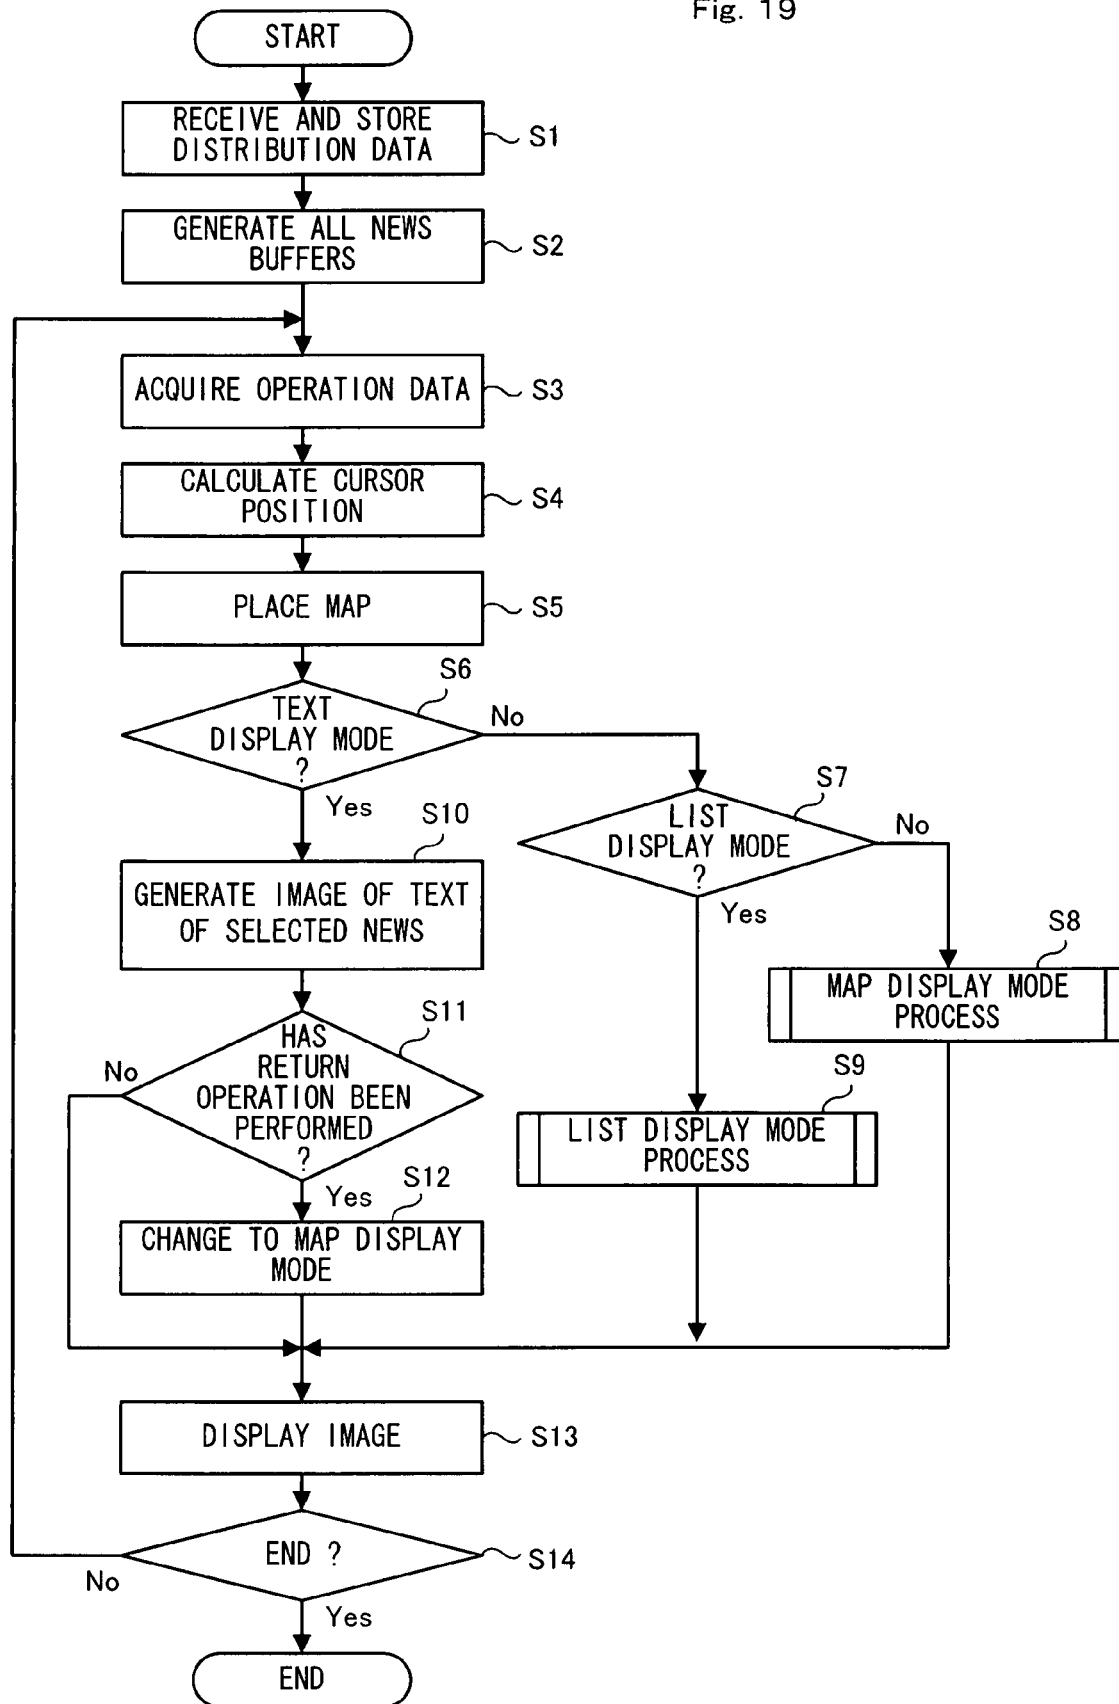 Fig. 19
START
RECEIVE AND STORE
DISTRIBUTION DATA
S1
GENERATE ALL NEWS
BUFFERS
S2
ACQUIRE OPERATION DATA
S3
CALCULATE CURSOR
POSITION
S4
PLACE MAP
S5
S6
TEXT
DISPLAY MODE
?
No
Yes
S7
LIST
DISPLAY MODE
?
No
Yes
S10
GENERATE IMAGE OF TEXT
OF SELECTED NEWS
S8
MAP DISPLAY MODE
PROCESS
S11
HAS
RETURN
OPERATION BEEN
PERFORMED
?
No
Yes
S9
LIST DISPLAY MODE
PROCESS
S12
CHANGE TO MAP DISPLAY
MODE
DISPLAY IMAGE
S13
END ?
S14
No
Yes
END